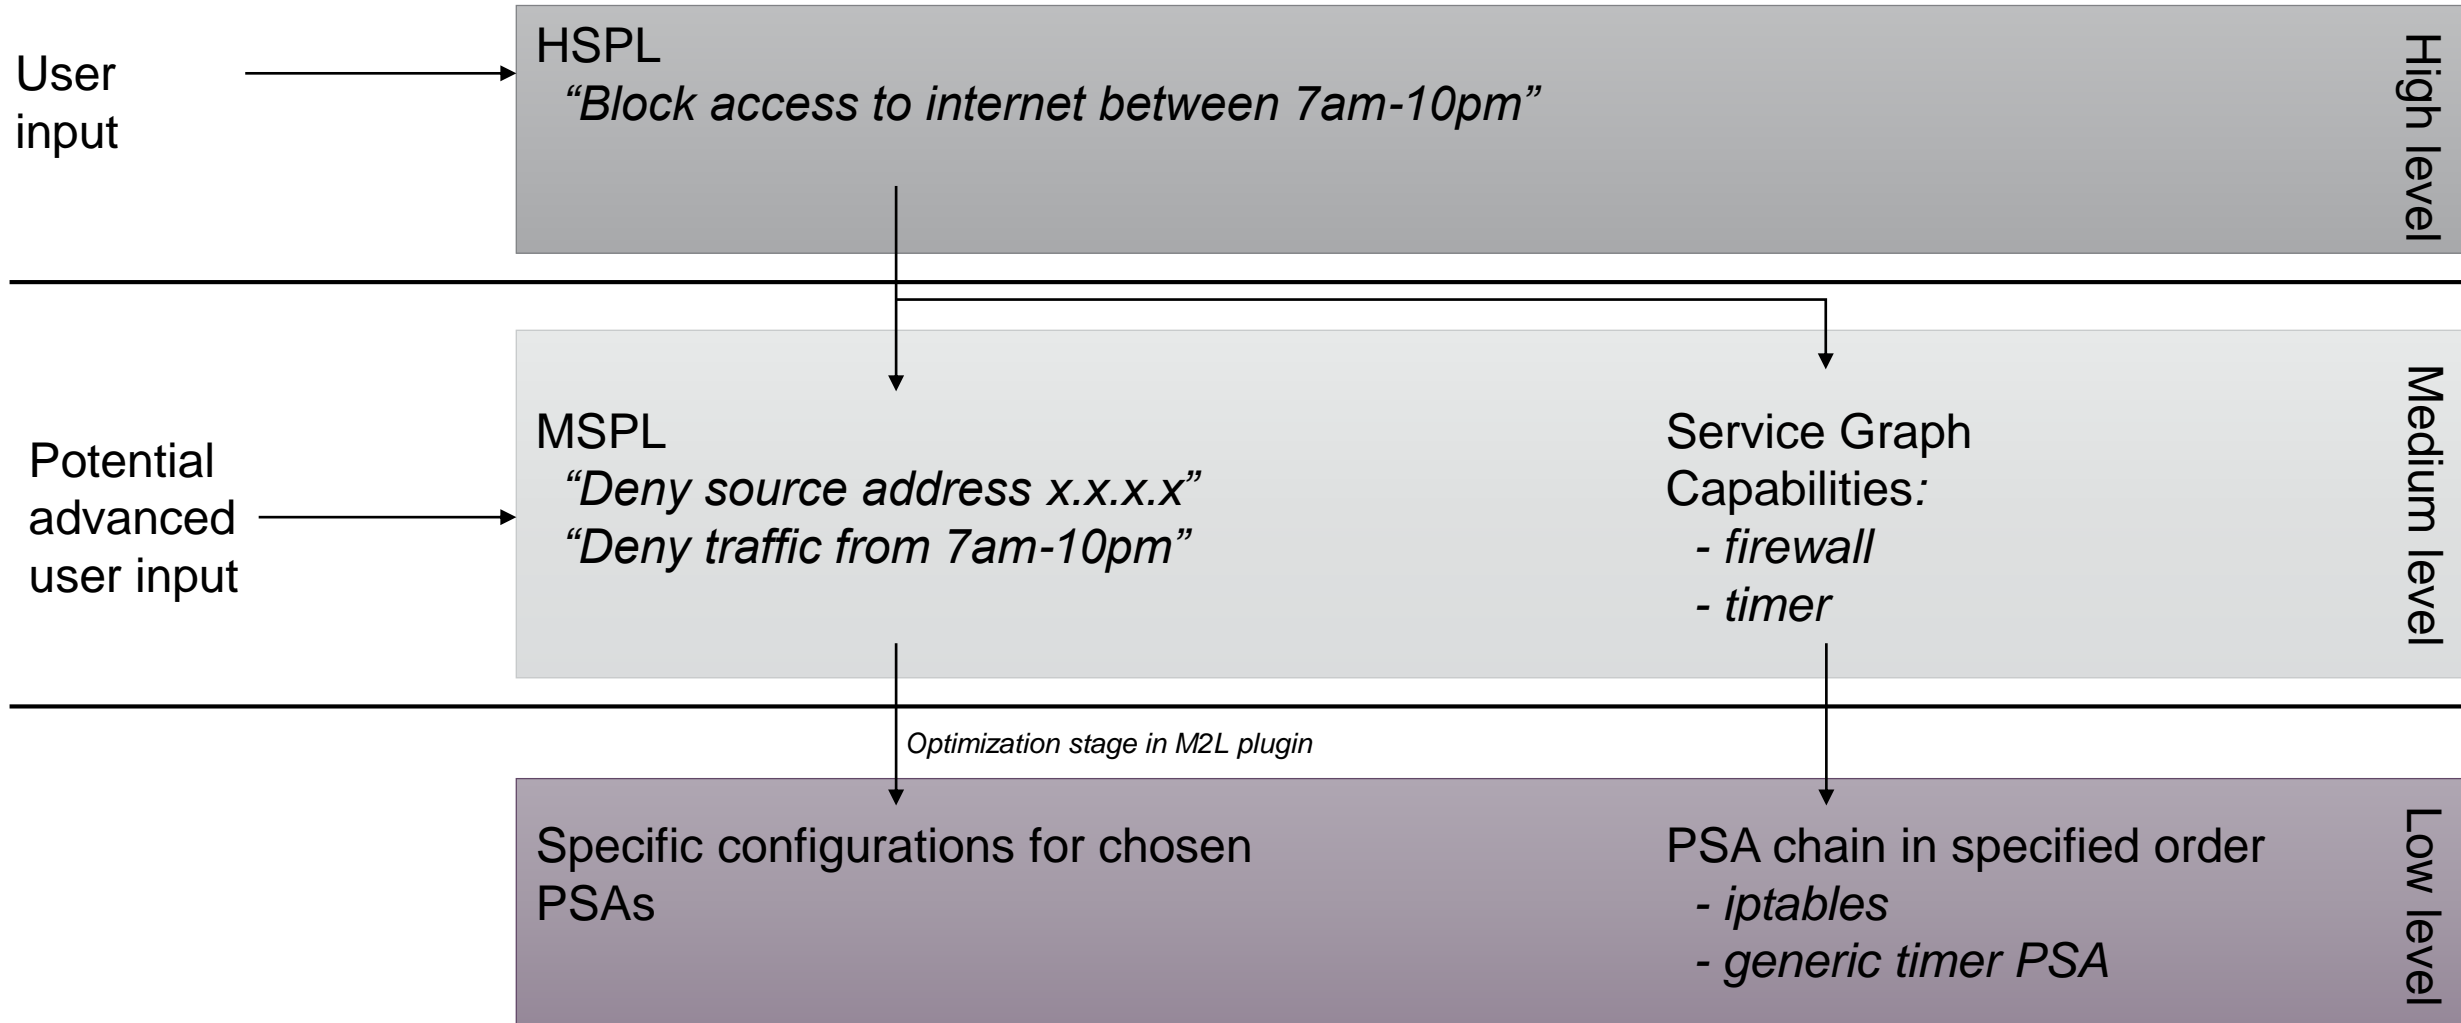 User
input
HSPL
“Block access to internet between 7am-10pm”
High level
Potential
advanced
user input
MSPL
“Deny source address x.x.x.x”
“Deny traffic from 7am-10pm”
Service Graph
Capabilities:
- firewall
- timer
Medium level
Optimization stage in M2L plugin
Specific configurations for chosen
PSAs
PSA chain in specified order
- iptables
- generic timer PSA
Low level